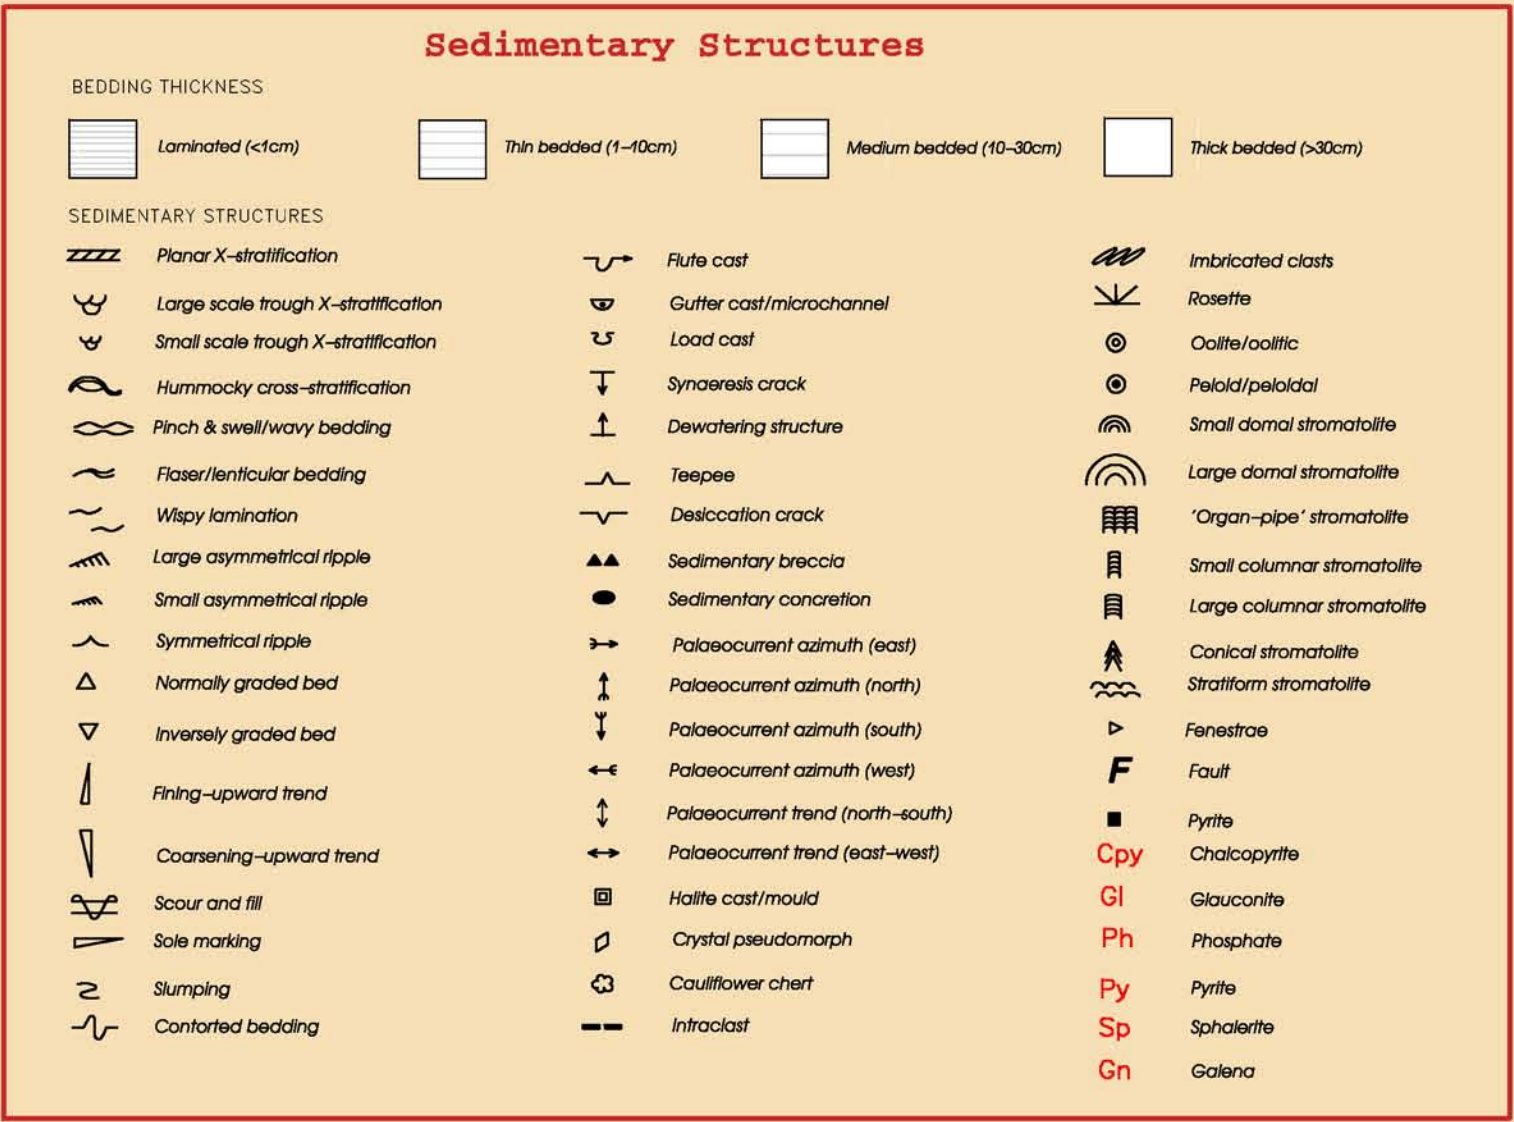 Sedimentary Structures
BEDDING THICKNESS
Laminated (<1cm)
Thin bedded (1-10cm)
Medium bedded (10-30cm)
Thick bedded (>30cm)
SEDIMENTARY STRUCTURES
Planar X-stratification
Large scale trough X-stratification
Small scale trough X-stratification
Hummocky cross-stratification
Pinch & swell/wavy bedding
Flaser/lenticular bedding
Wispy lamination
Large asymmetrical ripple
Small asymmetrical ripple
Symmetrical ripple
Normally graded bed
Inversely graded bed
Fining-upward trend
Coarsening-upward trend
Scour and fill
Sole marking
Slumping
Contorted bedding
Flute cast
Gutter cast/microchannel
Load cast
Synaeresis crack
Dewatering structure
Teepee
Desiccation crack
Sedimentary breccia
Sedimentary concretion
Palaeocurrent azimuth (east)
Palaeocurrent azimuth (north)
Palaeocurrent azimuth (south)
Palaeocurrent azimuth (west)
Palaeocurrent trend (north-south)
Palaeocurrent trend (east-west)
Halite cast/mould
Crystal pseudomorph
Cauliflower chert
Intraclast
Imbricated clasts
Rosette
Oolite/oolitic
Peloid/peloidal
Small domal stromatolite
Large domal stromatolite
'Organ-pipe' stromatolite
Small columnar stromatolite
Large columnar stromatolite
Conical stromatolite
Stratiform stromatolite
Fenestrae
F Fault
Pyrite
Cpy Chalcopyrite
Gl Glauconite
Ph Phosphate
Py Pyrite
Sp Sphalerite
Gn Galena